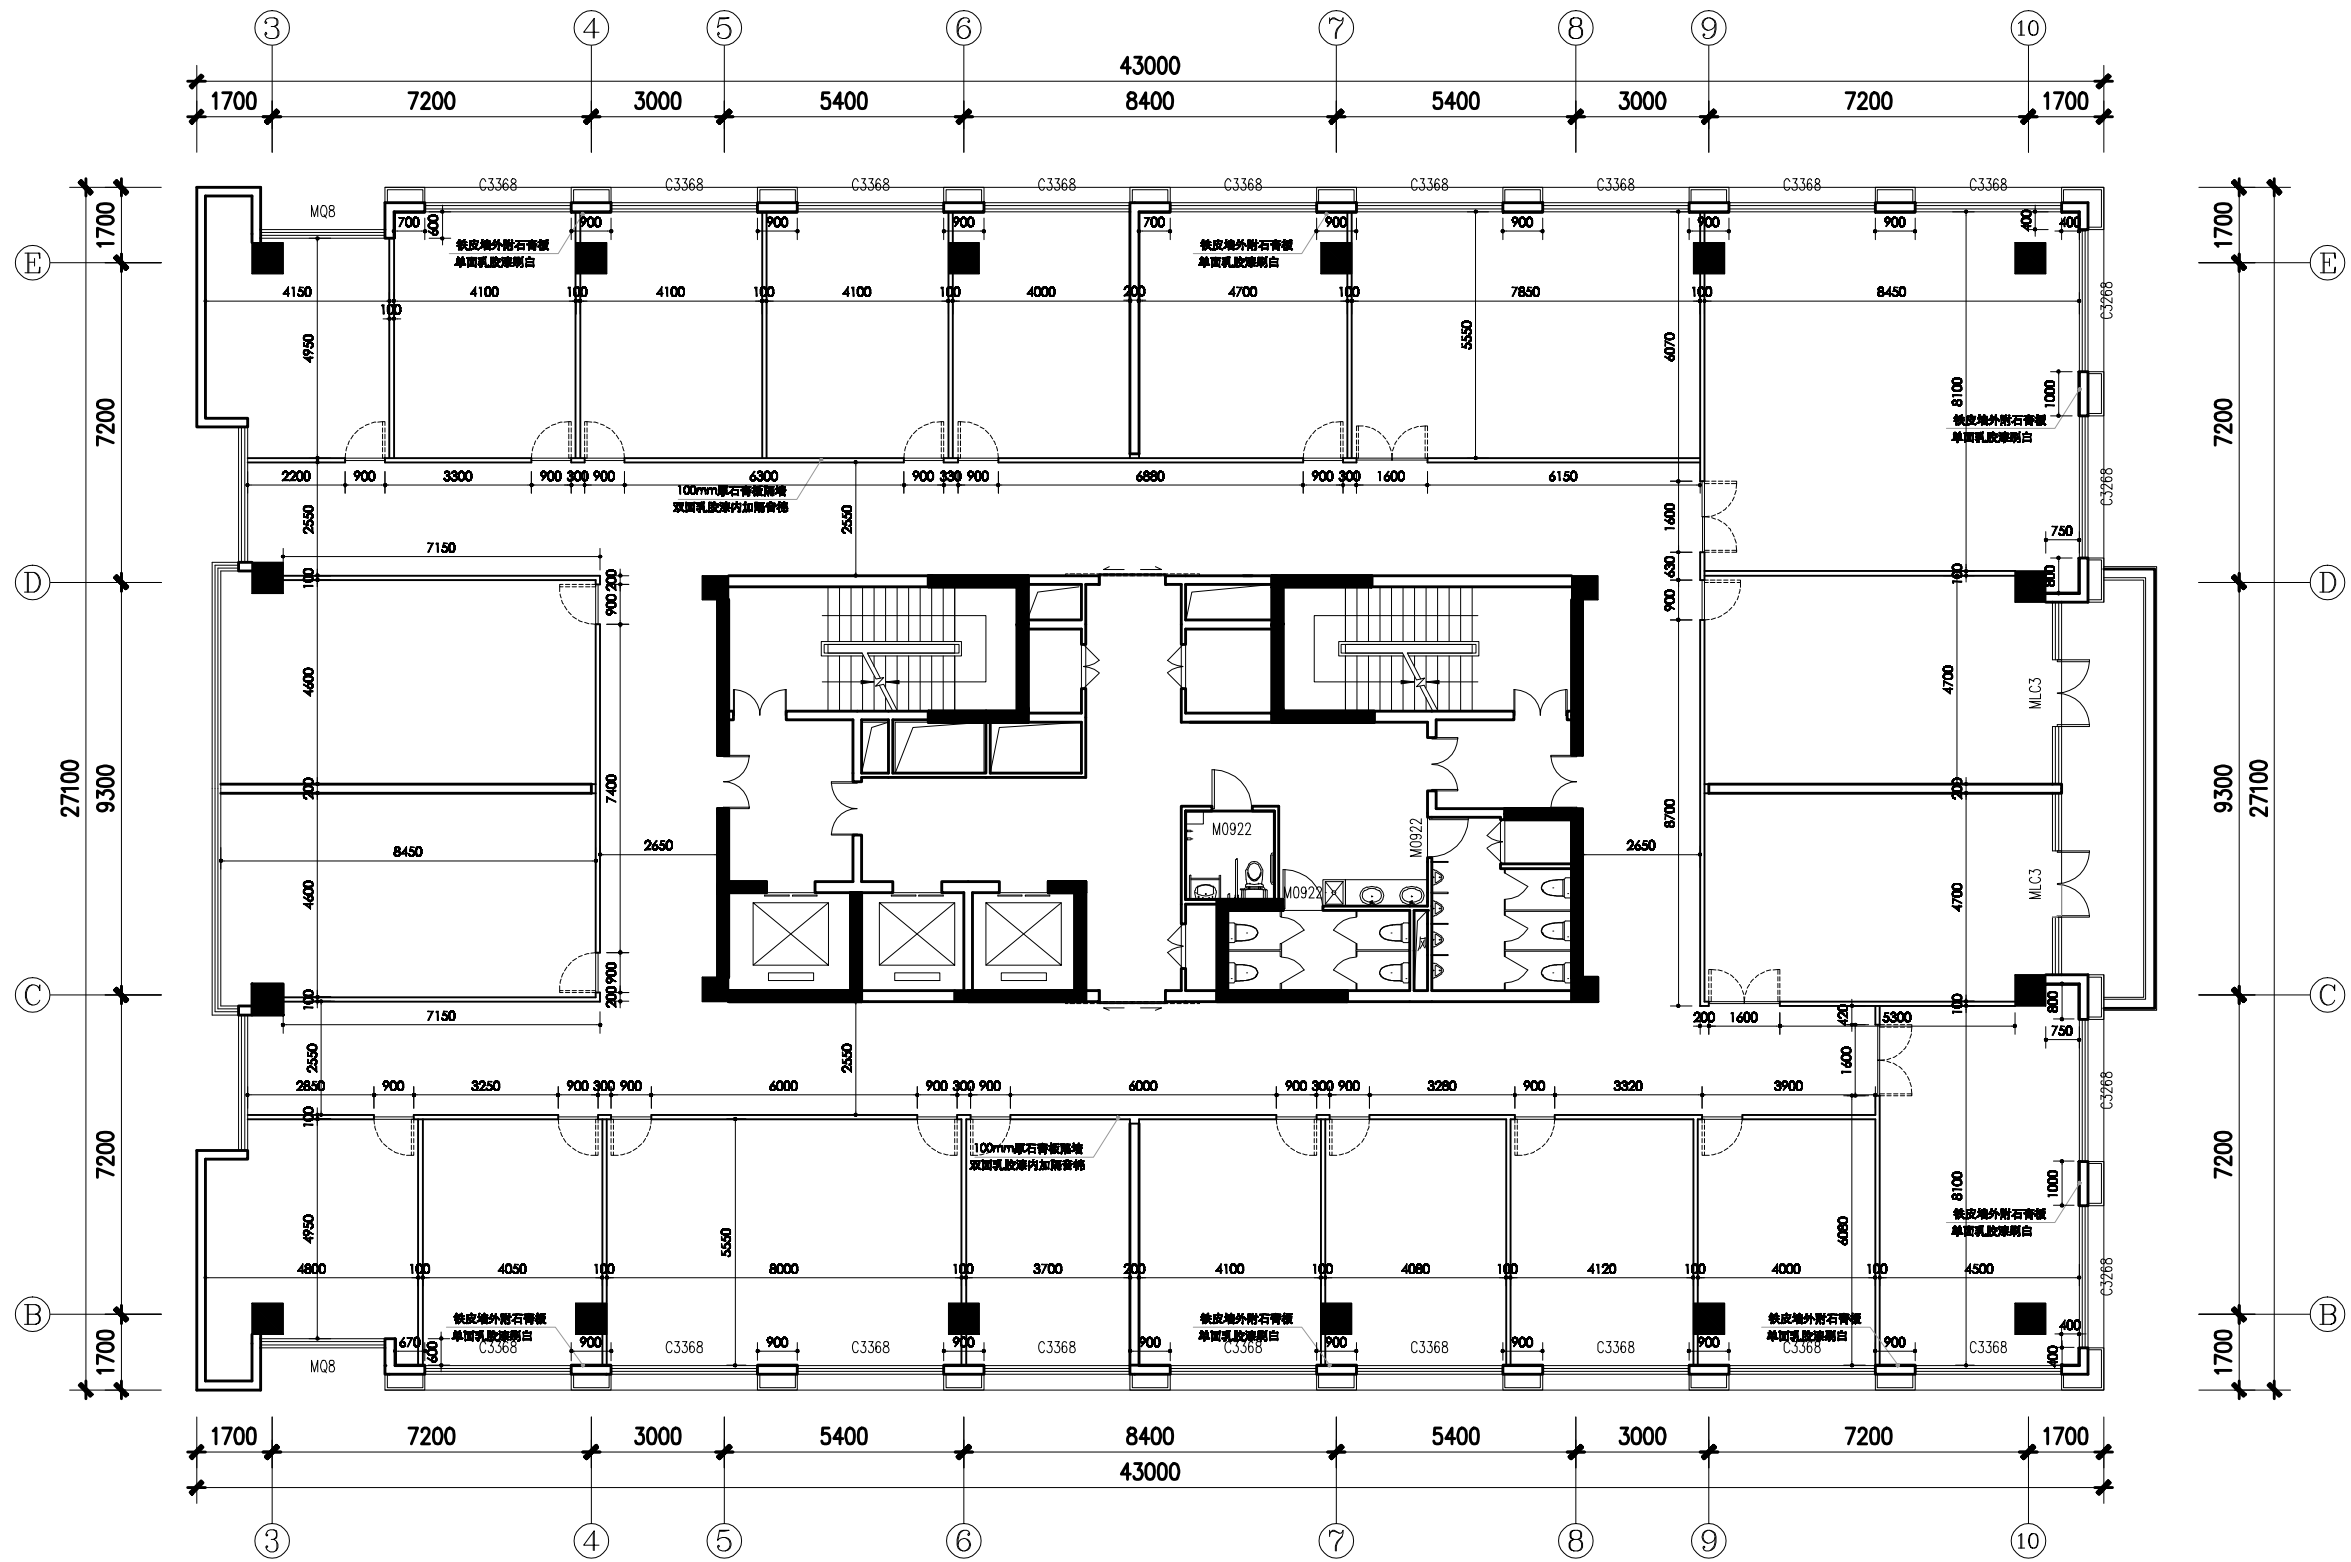 3 4 5 6 7 8 9 10
43000
1700 7200 3000 5400 8400 5400 3000 7200 1700
C3368 C3368 C3368 C3368 C3368 C3368 C3368 C3368 C3368
MQ8
700 600 900 900 900 700 900 900 900 900 400 400
1700 1700
铁皮墙外附石膏板 铁皮墙外附石膏板
单面乳胶漆刷白 单面乳胶漆刷白
E E
4150 100 4100 100 4100 100 4100 100 4000 200 4700 100 7850 100 8450
100
C3268
4950 5550 6070
8100 1000
7200 7200
铁皮墙外附石膏板
单面乳胶漆刷白
2200 900 3300 900 300 900 6300 900 330 900 6880 900 300 1600 6150
C3268
100mm厚石膏板隔墙
双面乳胶漆内加隔音棉
2550 2550 1600 750
7150
630
D D
100 200 900 900 100 800
4600 4700 MLC3
27100 9300 200 7400 200 9300 27100
8700
M0922 M0922
2650 2650
8450
4600 4700 MLC3
M0922
900
C C
100 200 100 800
7150 200 1600 5300 750
420
2550 2550 1600
2850 900 3250 900 300 900 6000 900 300 900 6000 900 300 900 3280 900 3320 3900
C3268
100
100mm厚石膏板隔墙
双面乳胶漆内加隔音棉
7200 7200
1000
8100
4950 5550 6080
铁皮墙外附石膏板
单面乳胶漆刷白
4800 100 4050 100 8000 100 3700 200 4100 100 4080 100 4120 100 4000 100 4500
C3268
B B
铁皮墙外附石膏板 铁皮墙外附石膏板 铁皮墙外附石膏板
单面乳胶漆刷白 单面乳胶漆刷白 单面乳胶漆刷白
670 600 900 900 900 900 900 900 900 900 400 400
1700 1700
C3368 C3368 C3368 C3368 C3368 C3368 C3368 C3368 C3368
MQ8
1700 7200 3000 5400 8400 5400 3000 7200 1700
43000
3 4 5 6 7 8 9 10